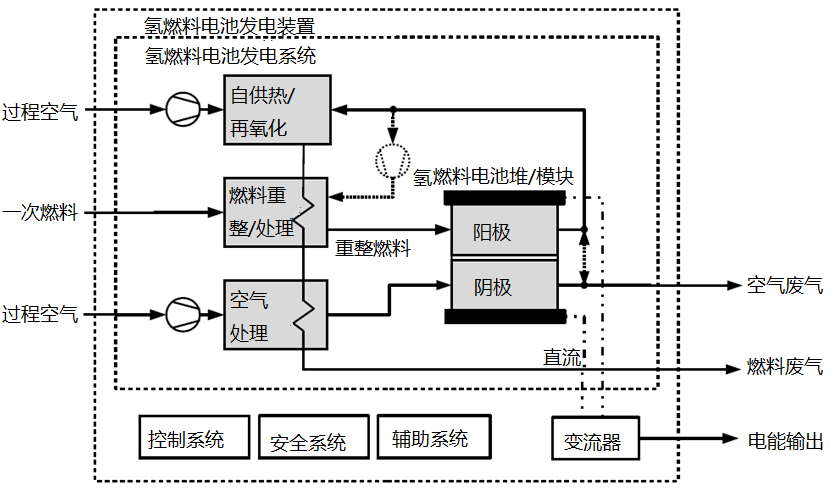 氢燃料电池发电装置
氢燃料电池发电系统
过程空气
自供热/
再氧化
氢燃料电池堆/模块
一次燃料
燃料重
整/处理
重整燃料
阳极
阴极
过程空气
空气
处理
空气废气
直流
燃料废气
控制系统
安全系统
辅助系统
变流器
电能输出